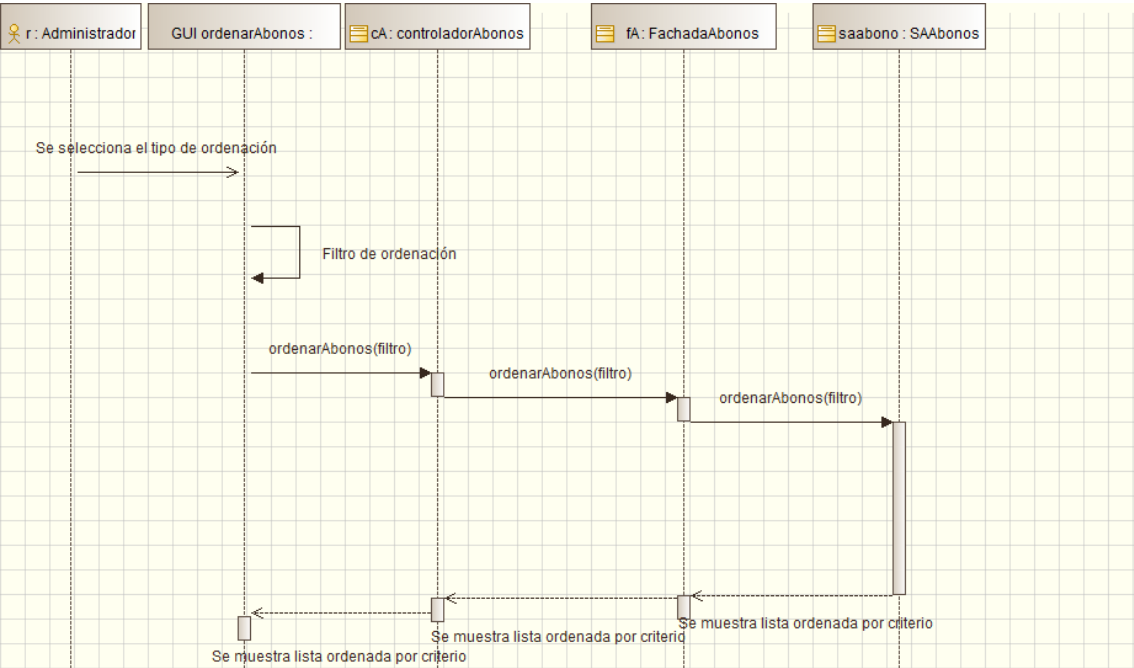 r : Administrador
GUI ordenarAbonos :
cA: controladorAbonos
fA: FachadaAbonos
saabono : SAAbonos
Se selecciona el tipo de ordenación
Filtro de ordenación
ordenarAbonos(filtro)
ordenarAbonos(filtro)
ordenarAbonos(filtro)
Se muestra lista ordenada por criterio
Se muestra lista ordenada por criterio
Se muestra lista ordenada por criterio